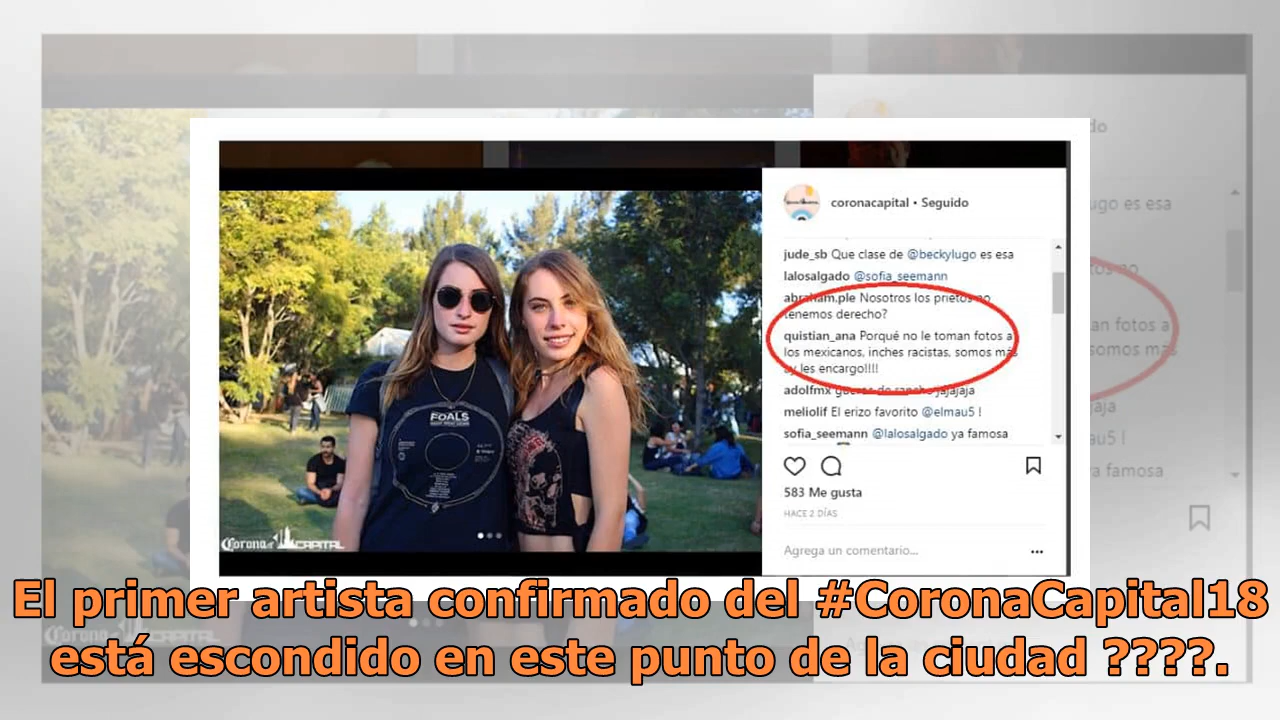 coronacapital • Seguido
jude_sb Que clase de @beckylugo es esa
lalosalgado @sofia_seemann
abraham.ple Nosotros los prietos no
tenemos derecho?
quistian_ana Porqué no le toman fotos a
los mexicanos, inches racistas, somos más
uy les encargo!!!!
adolfmx gueros de rancho jajajaja
meliolif El erizo favorito @elmau5 !
sofia_seemann @lalosalgado ya famosa
583 Me gusta
HACE 2 DÍAS
Agrega un comentario...
FOALS
Corona CAPITAL
El primer artista confirmado del #CoronaCapital18
está escondido en este punto de la ciudad ????.